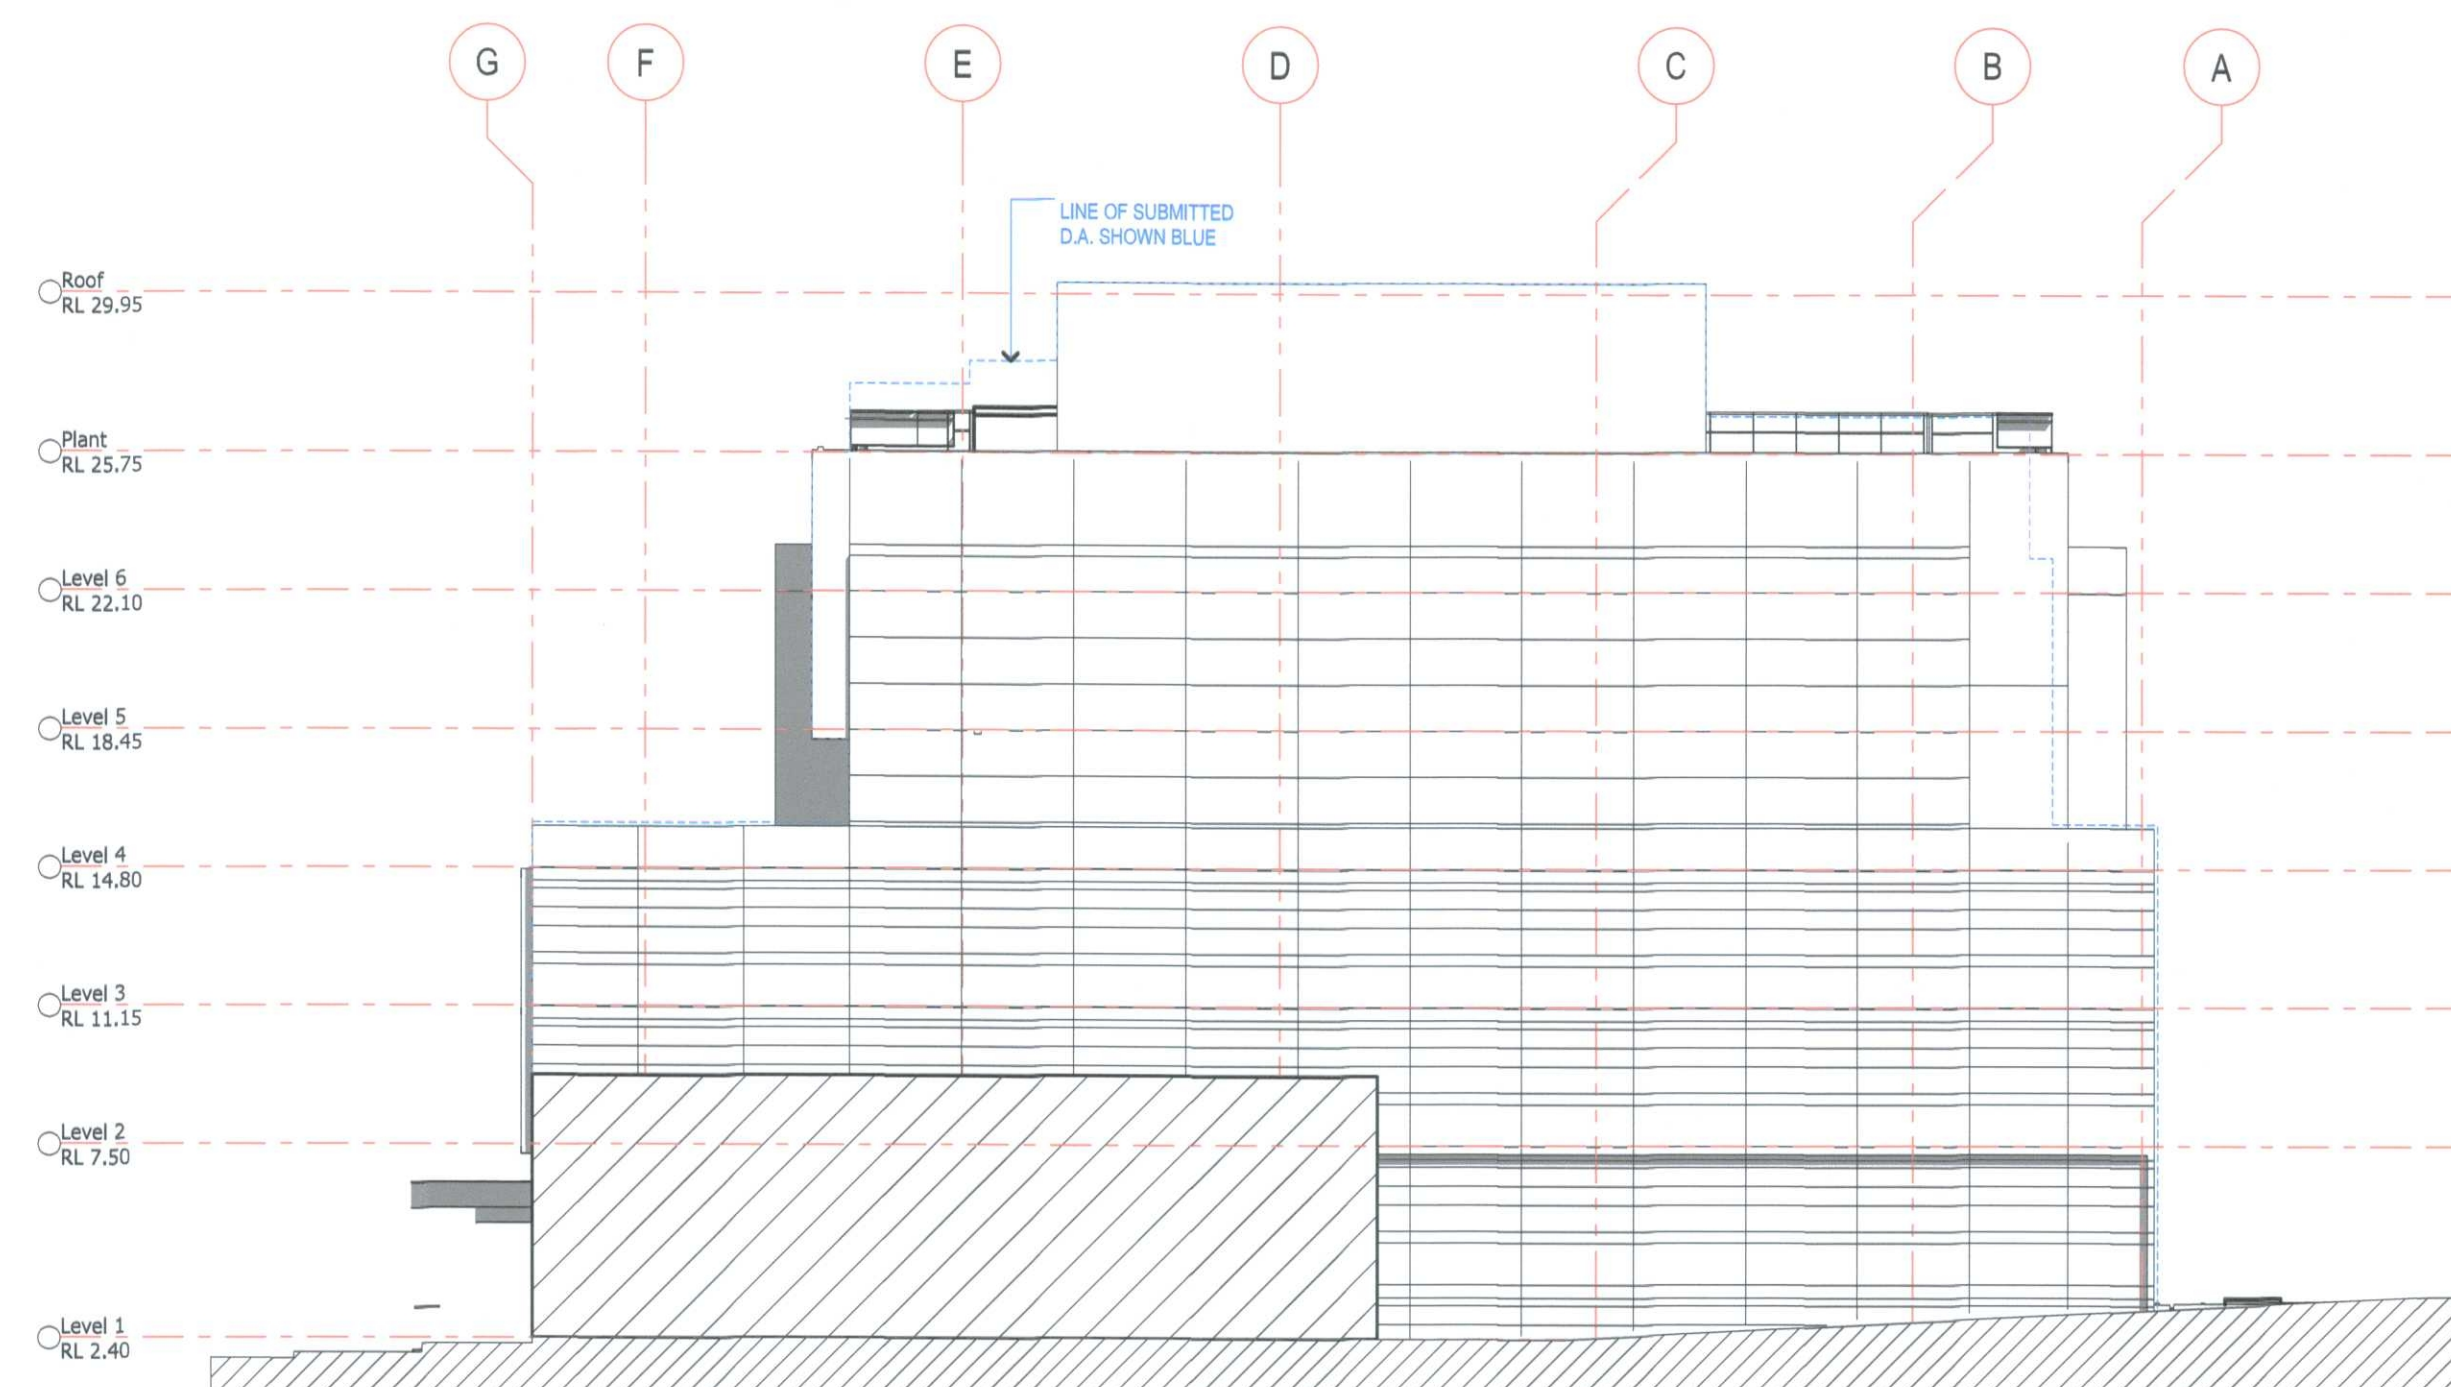 G F E D C B A
LINE OF SUBMITTED
D.A. SHOWN BLUE
Roof
RL 29.95
Plant
RL 25.75
Level 6
RL 22.10
Level 5
RL 18.45
Level 4
RL 14.80
Level 3
RL 11.15
Level 2
RL 7.50
Level 1
RL 2.40